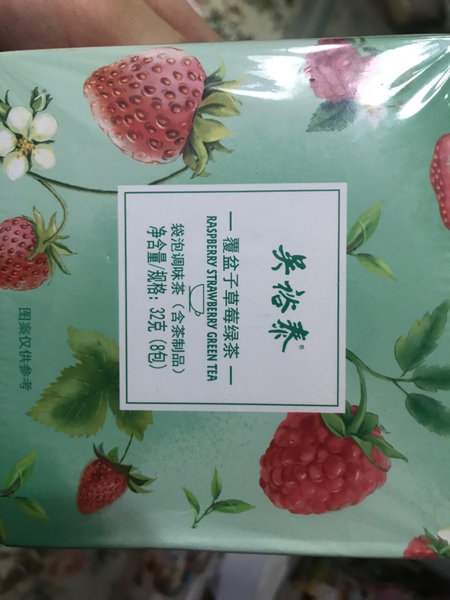 吴裕泰®
覆盆子草莓绿茶
RASPBERRY STRAWBERRY GREEN TEA
袋泡调味茶（含茶制品）
净含量/规格：32克（8包）
图案仅供参考